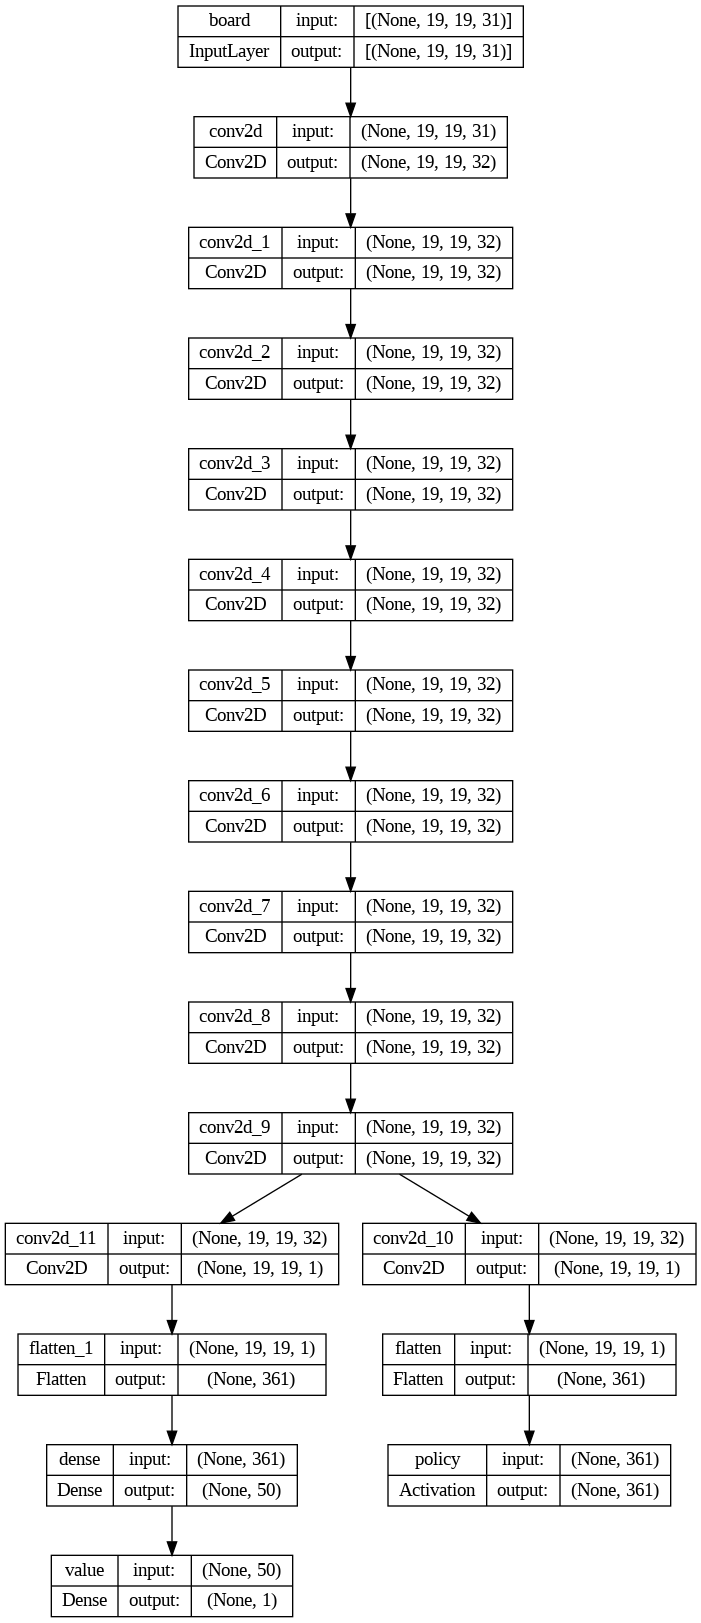 board input: [(None, 19, 19, 31)]
InputLayer output: [(None, 19, 19, 31)]
conv2d input: (None, 19, 19, 31)
Conv2D output: (None, 19, 19, 32)
conv2d_1 input: (None, 19, 19, 32)
Conv2D output: (None, 19, 19, 32)
conv2d_2 input: (None, 19, 19, 32)
Conv2D output: (None, 19, 19, 32)
conv2d_3 input: (None, 19, 19, 32)
Conv2D output: (None, 19, 19, 32)
conv2d_4 input: (None, 19, 19, 32)
Conv2D output: (None, 19, 19, 32)
conv2d_5 input: (None, 19, 19, 32)
Conv2D output: (None, 19, 19, 32)
conv2d_6 input: (None, 19, 19, 32)
Conv2D output: (None, 19, 19, 32)
conv2d_7 input: (None, 19, 19, 32)
Conv2D output: (None, 19, 19, 32)
conv2d_8 input: (None, 19, 19, 32)
Conv2D output: (None, 19, 19, 32)
conv2d_9 input: (None, 19, 19, 32)
Conv2D output: (None, 19, 19, 32)
conv2d_11 input: (None, 19, 19, 32)
Conv2D output: (None, 19, 19, 1)
conv2d_10 input: (None, 19, 19, 32)
Conv2D output: (None, 19, 19, 1)
flatten_1 input: (None, 19, 19, 1)
Flatten output: (None, 361)
flatten input: (None, 19, 19, 1)
Flatten output: (None, 361)
dense input: (None, 361)
Dense output: (None, 50)
policy input: (None, 361)
Activation output: (None, 361)
value input: (None, 50)
Dense output: (None, 1)